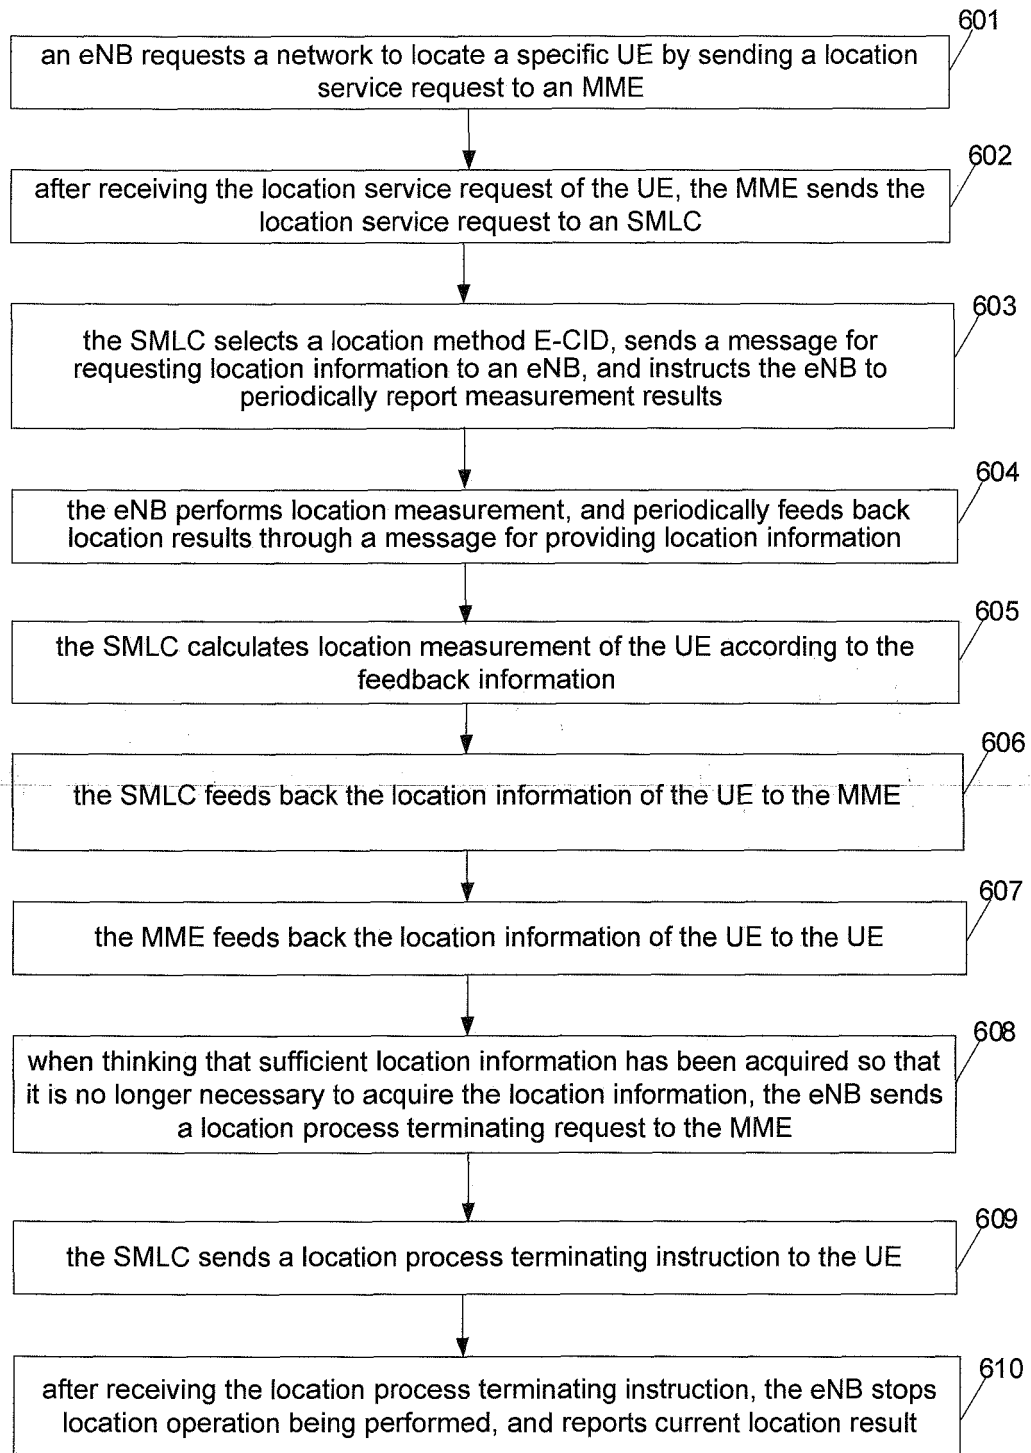 601
an eNB requests a network to locate a specific UE by sending a location
service request to an MME
602
after receiving the location service request of the UE, the MME sends the
location service request to an SMLC
603
the SMLC selects a location method E-CID, sends a message for
requesting location information to an eNB, and instructs the eNB to
periodically report measurement results
604
the eNB performs location measurement, and periodically feeds back
location results through a message for providing location information
605
the SMLC calculates location measurement of the UE according to the
feedback information
606
the SMLC feeds back the location information of the UE to the MME
607
the MME feeds back the location information of the UE to the UE
608
when thinking that sufficient location information has been acquired so that
it is no longer necessary to acquire the location information, the eNB sends
a location process terminating request to the MME
609
the SMLC sends a location process terminating instruction to the UE
610
after receiving the location process terminating instruction, the eNB stops
location operation being performed, and reports current location result